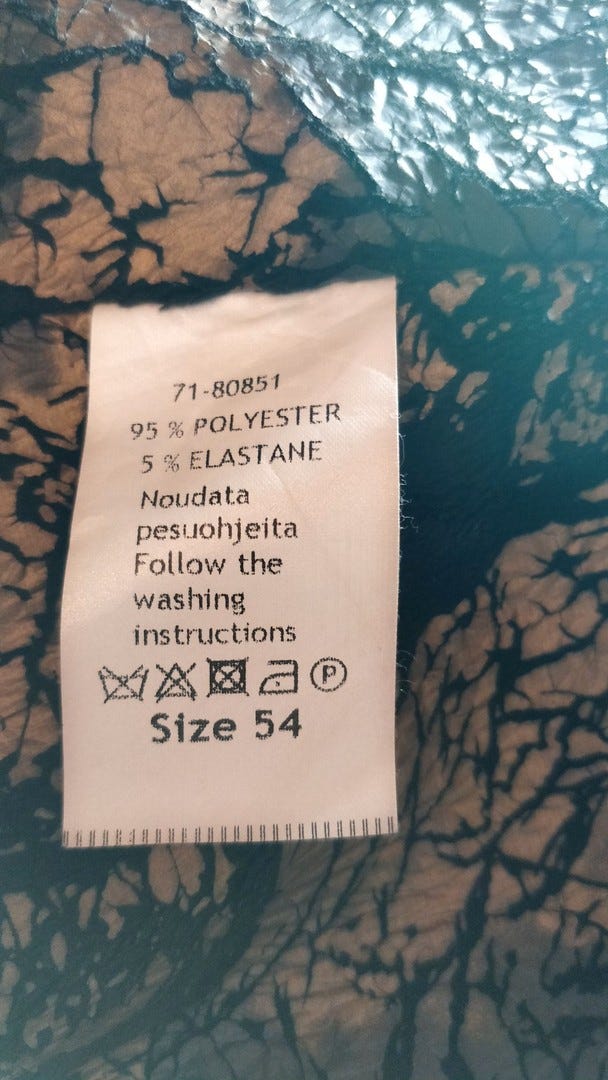 71-80851
95 % POLYESTER
5 % ELASTANE
Noudata
pesuohjeita
Follow the
washing
instructions
P
Size 54